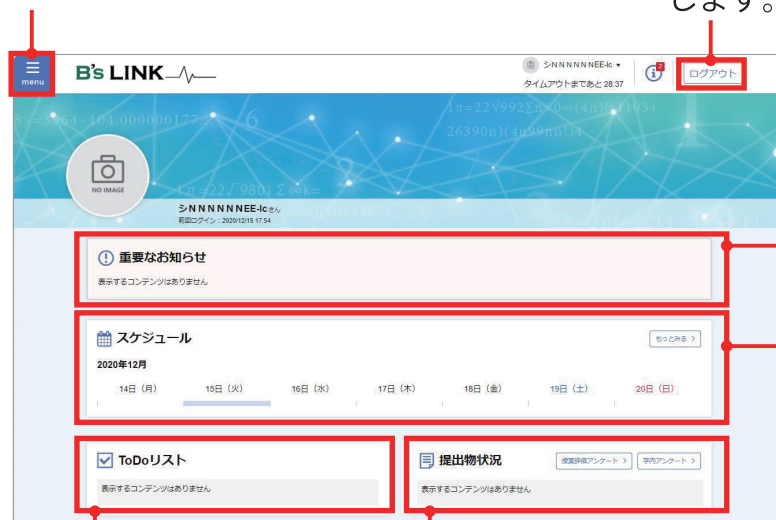 します。
menu
B's LINK
シNNNNNNEE-lc
タイムアウトまであと 28:37
2
ログアウト
NO IMAGE
シNNNNNNEE-lcさん
前回ログイン : 2020/12/15 17:54
重要なお知らせ
表示するコンテンツはありません
スケジュール
もっとみる
2020年12月
14日（月） 15日（火） 16日（水） 17日（木） 18日（金） 19日（土） 20日（日）
ToDoリスト
表示するコンテンツはありません
提出物状況
授業評価アンケート
学内アンケート
表示するコンテンツはありません